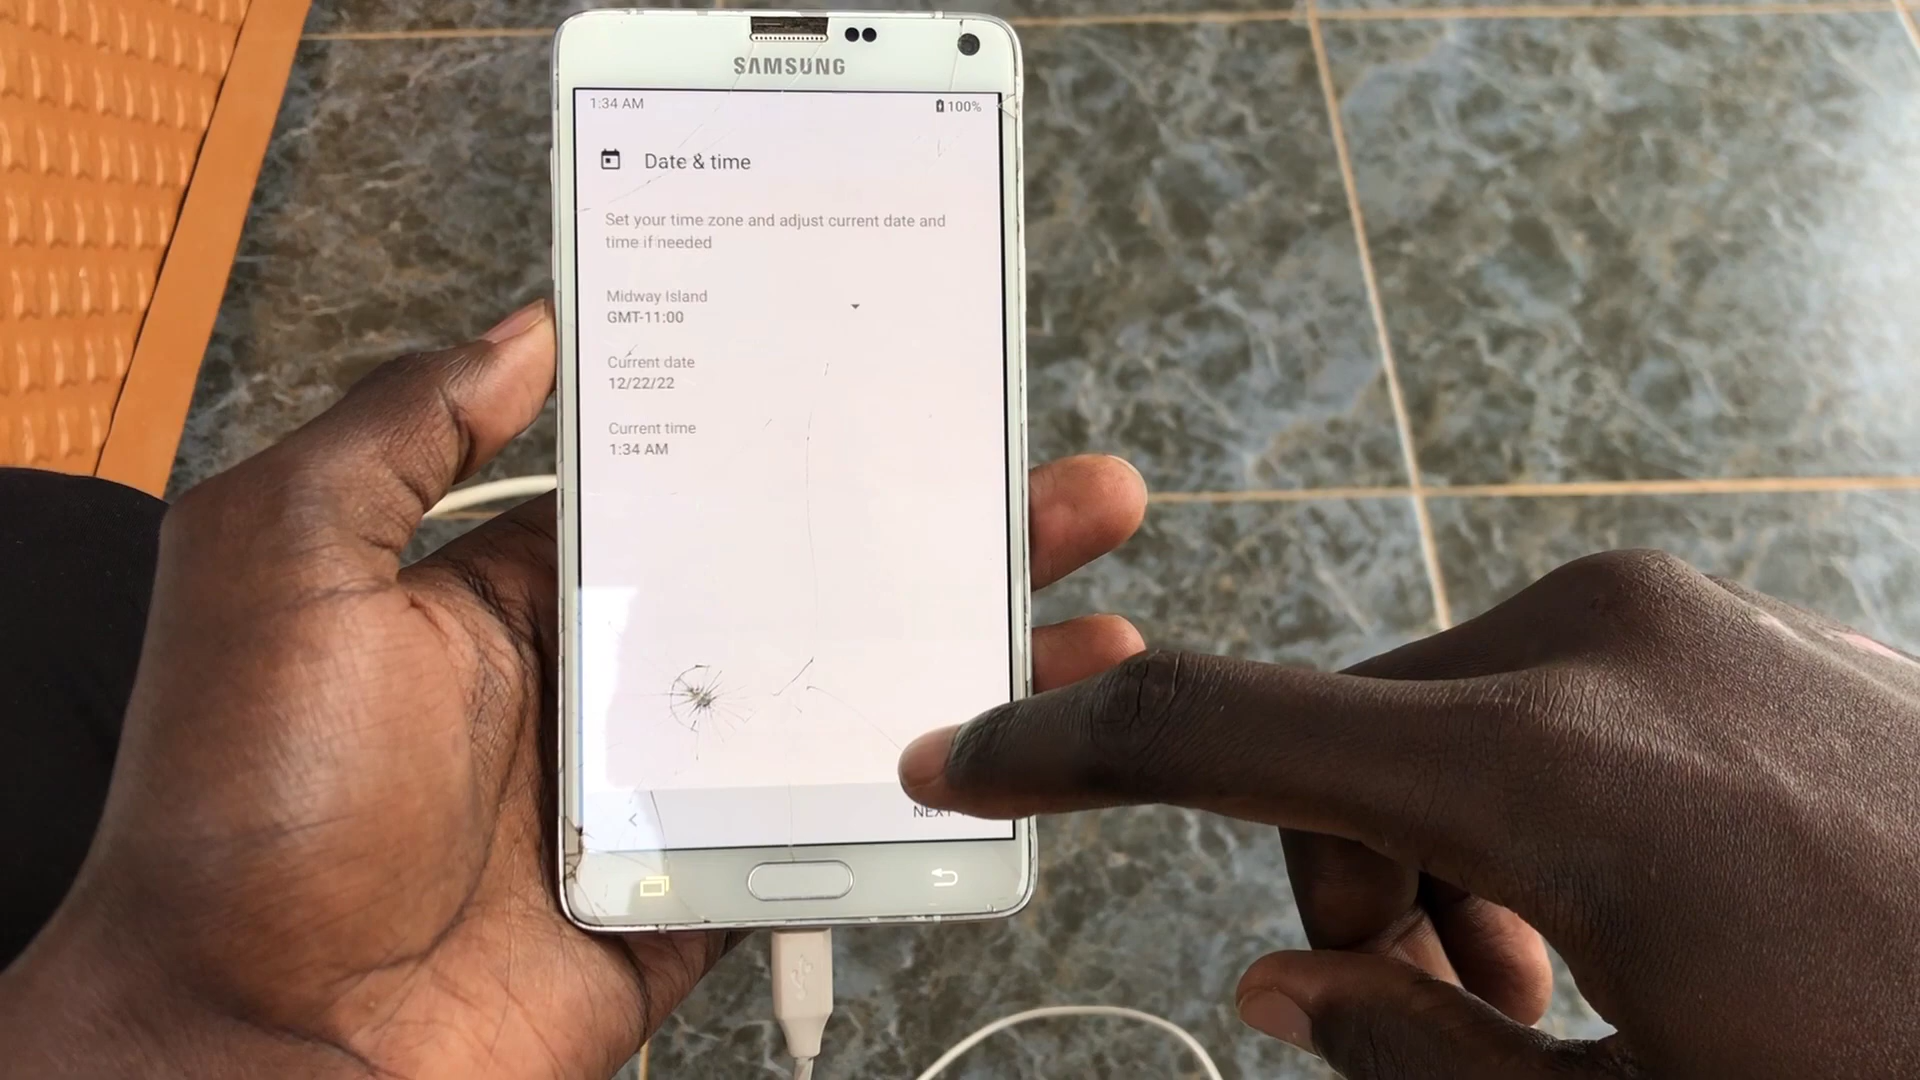 SAMSUNG
1:34 AM
100%
Date & time
Set your time zone and adjust current date and
time if needed
Midway Island
GMT-11:00
Current date
12/22/22
Current time
1:34 AM
NEXT